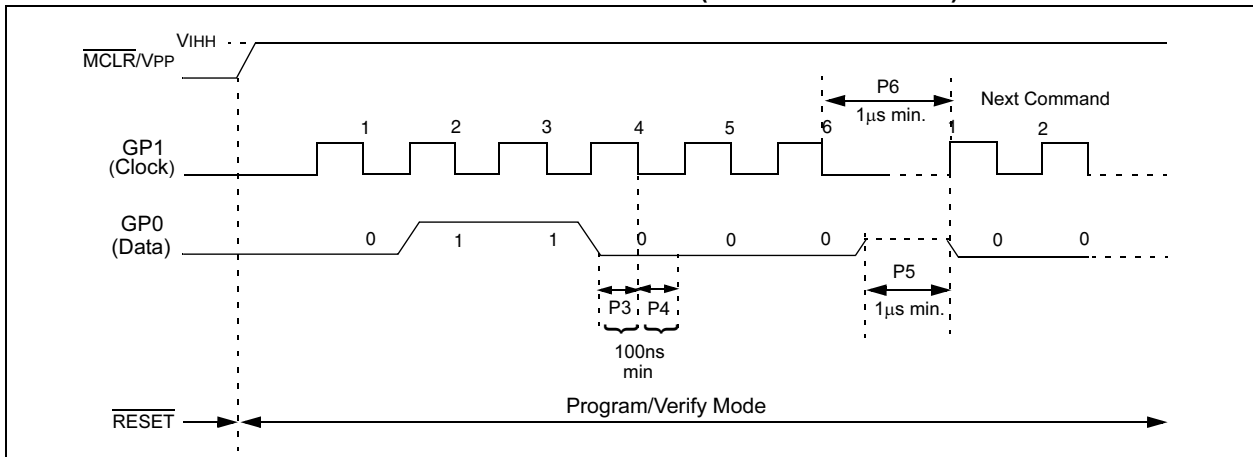 VIHH
MCLR/VPP
P6
1µs min.
Next Command
1 2 3 4 5 6 1 2
GP1
(Clock)
GP0
(Data)
0 1 1 0 0 0 0 0
P5
1µs min.
P3 P4
100ns
min
Program/Verify Mode
RESET